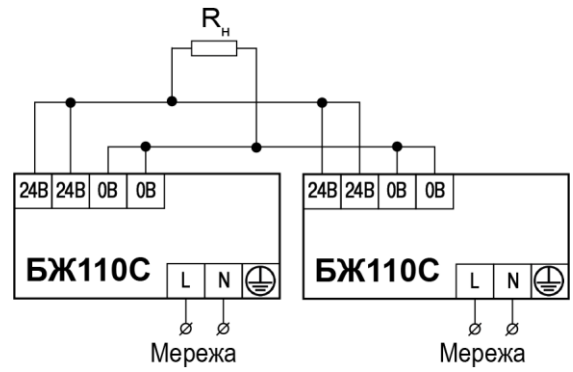 Rн
24В 24В 0В 0В 24В 24В 0В 0В
БЖ110С БЖ110С
L N L N
Мережа Мережа